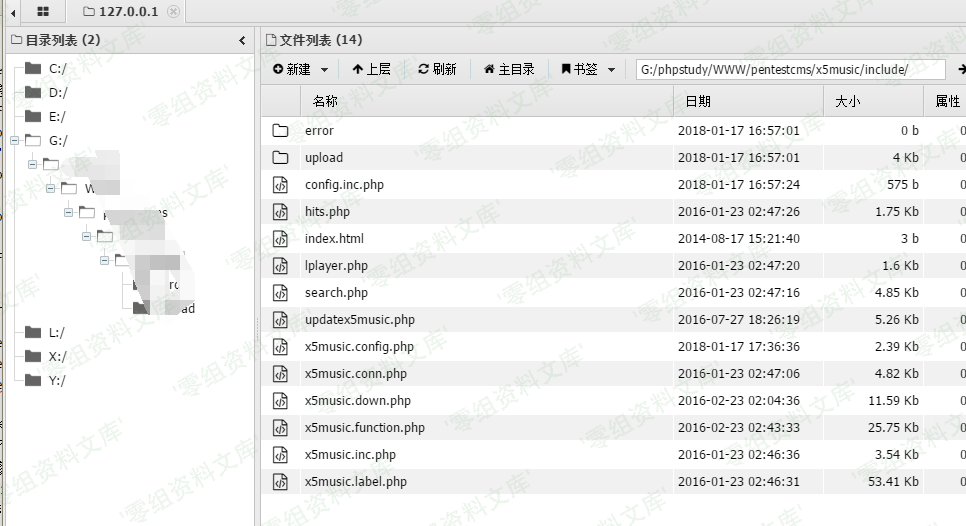 127.0.0.1
目录列表 (2)
C:/
D:/
E:/
G:/
L:/
X:/
Y:/
文件列表 (14)
新建 上层 刷新 主目录 书签 G:/phpstudy/WWW/pentestcms/x5music/include/
名称 日期 大小 属性
error 2018-01-17 16:57:01 0 b 0
upload 2018-01-17 16:57:01 4 Kb 0
config.inc.php 2018-01-17 16:57:24 575 b 0
hits.php 2016-01-23 02:47:26 1.75 Kb 0
index.html 2014-08-17 15:21:40 3 b 0
lplayer.php 2016-01-23 02:47:20 1.6 Kb 0
search.php 2016-01-23 02:47:16 4.85 Kb 0
updatex5music.php 2016-07-27 18:26:19 5.26 Kb 0
x5music.config.php 2018-01-17 17:36:36 2.39 Kb 0
x5music.conn.php 2016-01-23 02:47:06 4.82 Kb 0
x5music.down.php 2016-02-23 02:04:36 11.59 Kb 0
x5music.function.php 2016-02-23 02:43:33 25.75 Kb 0
x5music.inc.php 2016-01-23 02:46:36 3.54 Kb 0
x5music.label.php 2016-01-23 02:46:31 53.41 Kb 0
'零组资料文库'